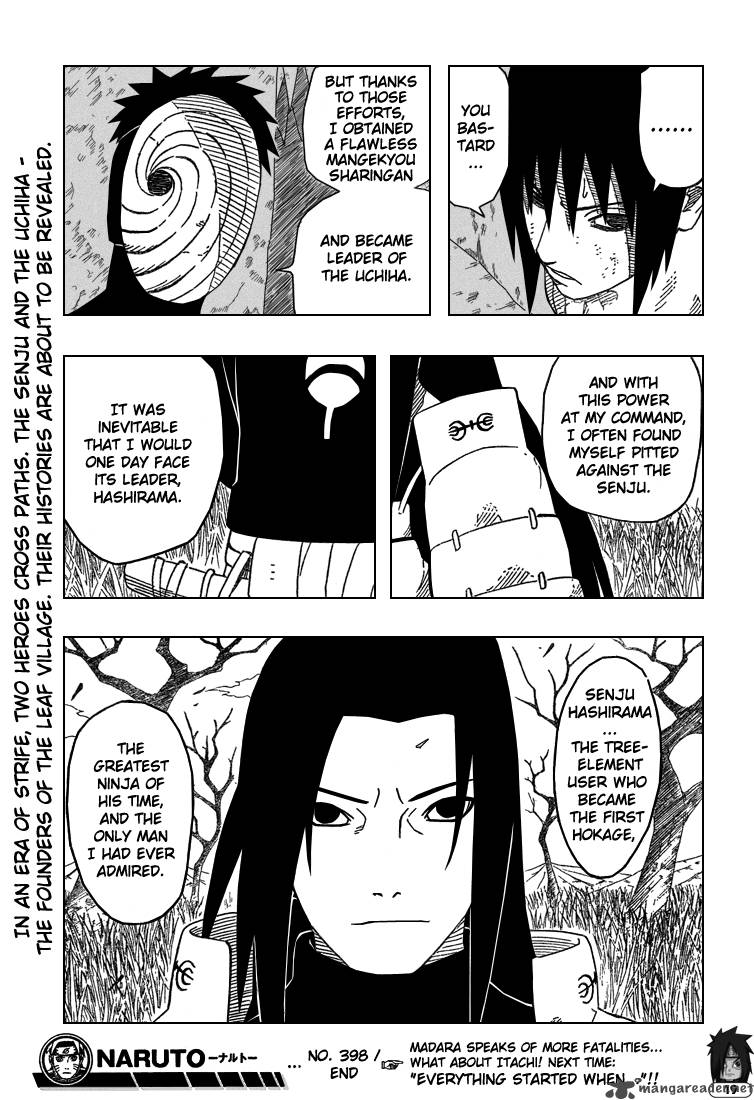 ......
YOU
BAS-
TARD
...
BUT THANKS
TO THOSE
EFFORTS,
I OBTAINED
A FLAWLESS
MANGEKYOU
SHARINGAN
AND BECAME
LEADER OF
THE UCHIHA.
AND WITH
THIS POWER
AT MY COMMAND,
I OFTEN FOUND
MYSELF PITTED
AGAINST THE
SENJU.
IT WAS
INEVITABLE
THAT I WOULD
ONE DAY FACE
ITS LEADER,
HASHIRAMA.
SENJU
HASHIRAMA
...
THE TREE-
ELEMENT
USER WHO
BECAME
THE FIRST
HOKAGE,
THE
GREATEST
NINJA OF
HIS TIME,
AND THE
ONLY MAN
I HAD EVER
ADMIRED.
IN AN ERA OF STRIFE, TWO HEROES CROSS PATHS. THE SENJU AND THE UCHIHA -
THE FOUNDERS OF THE LEAF VILLAGE. THEIR HISTORIES ARE ABOUT TO BE REVEALED.
NARUTO ーナルトー
... NO. 398 /
END
☞ MADARA SPEAKS OF MORE FATALITIES...
WHAT ABOUT ITACHI! NEXT TIME:
"EVERYTHING STARTED WHEN..."!!
19
mangareader.net